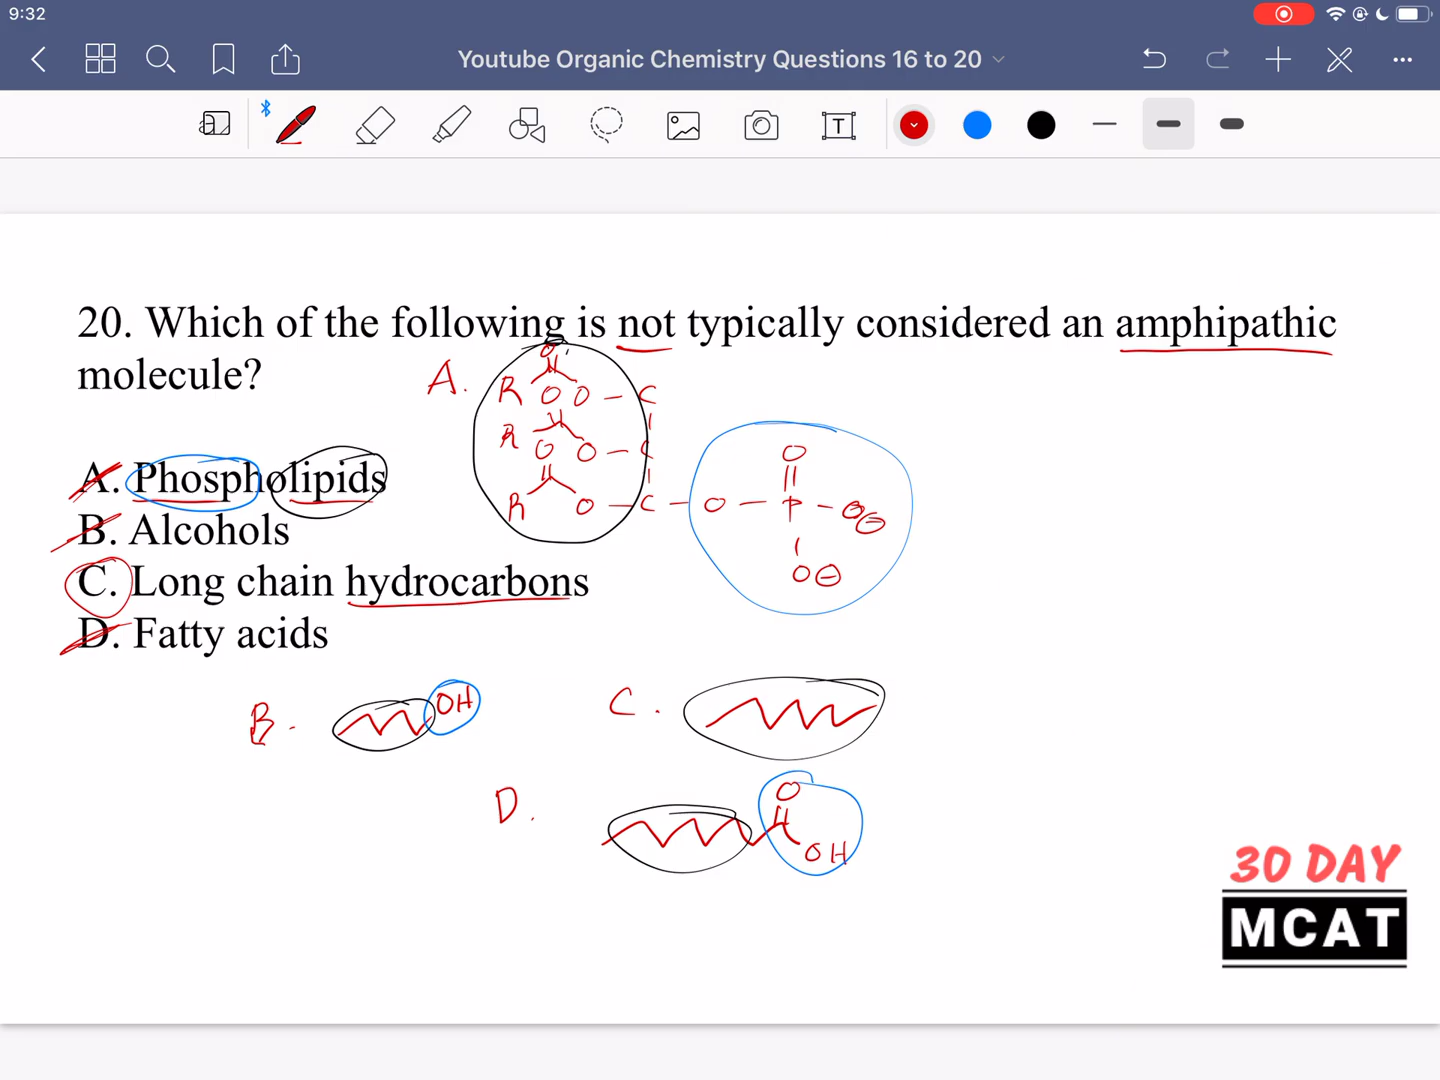 9:32
Youtube Organic Chemistry Questions 16 to 20
T
20. Which of the following is not typically considered an amphipathic
molecule?
A.
O
R O O - C
R O O - C
R O - C - O - P - O⊖
O
O⊖
A. Phospholipids
B. Alcohols
C. Long chain hydrocarbons
D. Fatty acids
B. OH
C.
D. O
OH
30 DAY
MCAT